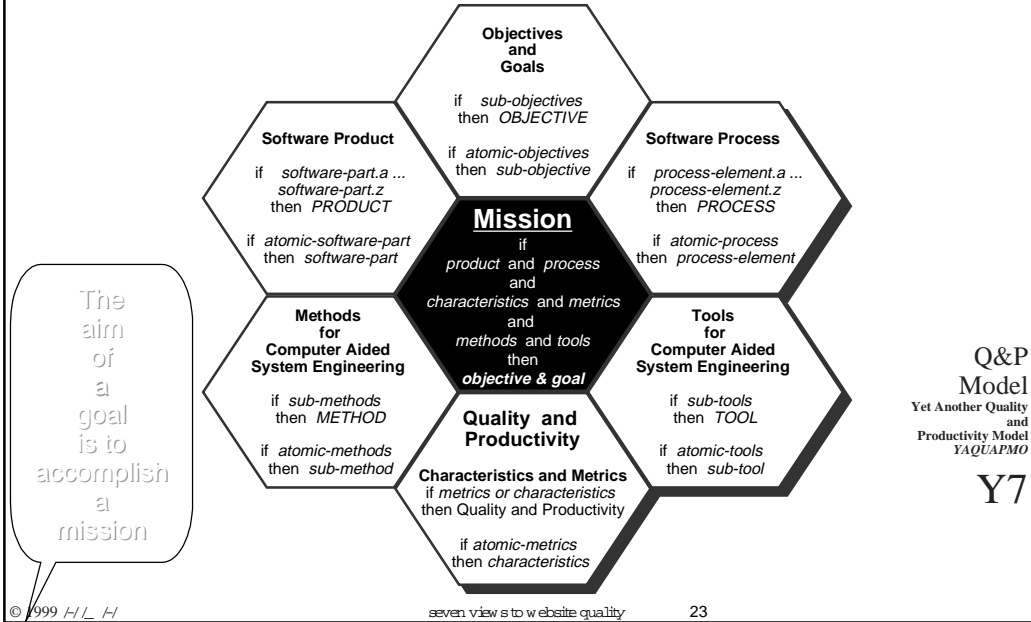 Objectives
and
Goals
if sub-objectives
then OBJECTIVE
if atomic-objectives
then sub-objective
Software Product
if software-part.a ...
software-part.z
then PRODUCT
if atomic-software-part
then software-part
Software Process
if process-element.a ...
process-element.z
then PROCESS
if atomic-process
then process-element
Mission
if
product and process
and
characteristics and metrics
and
methods and tools
then
objective & goal
Methods
for
Computer Aided
System Engineering
if sub-methods
then METHOD
if atomic-methods
then sub-method
Tools
for
Computer Aided
System Engineering
if sub-tools
then TOOL
if atomic-tools
then sub-tool
Quality and
Productivity
Characteristics and Metrics
if metrics or characteristics
then Quality and Productivity
if atomic-metrics
then characteristics
The
aim
of
a
goal
is to
accomplish
a
mission
Q&P
Model
Yet Another Quality
and
Productivity Model
YAQUAPMO
Y7
© 1999 /-/ /_ /-/
seven views to website quality
23